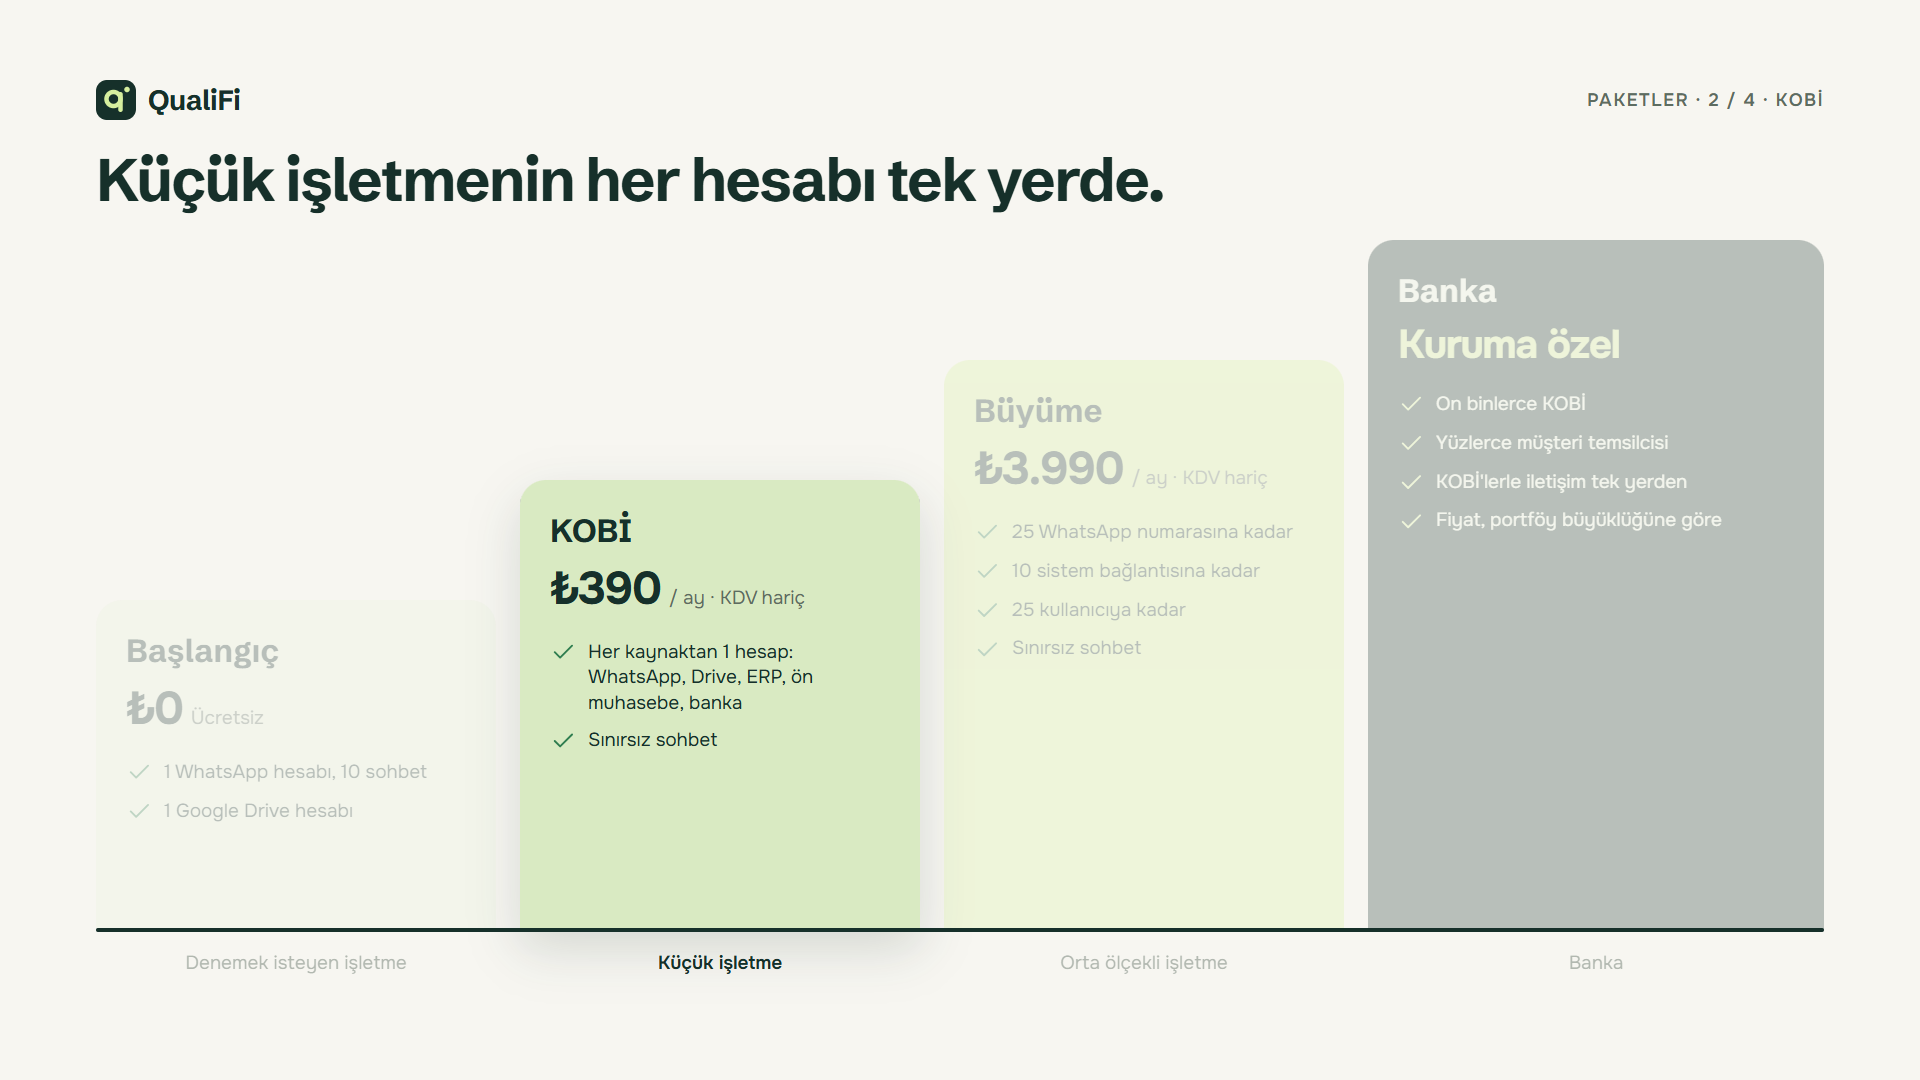 QualiFi
PAKETLER · 2 / 4 · KOBİ
Küçük işletmenin her hesabı tek yerde.
Başlangıç
₺0 Ücretsiz
1 WhatsApp hesabı, 10 sohbet
1 Google Drive hesabı
KOBİ
₺390 / ay · KDV hariç
Her kaynaktan 1 hesap:
WhatsApp, Drive, ERP, ön
muhasebe, banka
Sınırsız sohbet
Büyüme
₺3.990 / ay · KDV hariç
25 WhatsApp numarasına kadar
10 sistem bağlantısına kadar
25 kullanıcıya kadar
Sınırsız sohbet
Banka
Kuruma özel
On binlerce KOBİ
Yüzlerce müşteri temsilcisi
KOBİ'lerle iletişim tek yerden
Fiyat, portföy büyüklüğüne göre
Denemek isteyen işletme
Küçük işletme
Orta ölçekli işletme
Banka